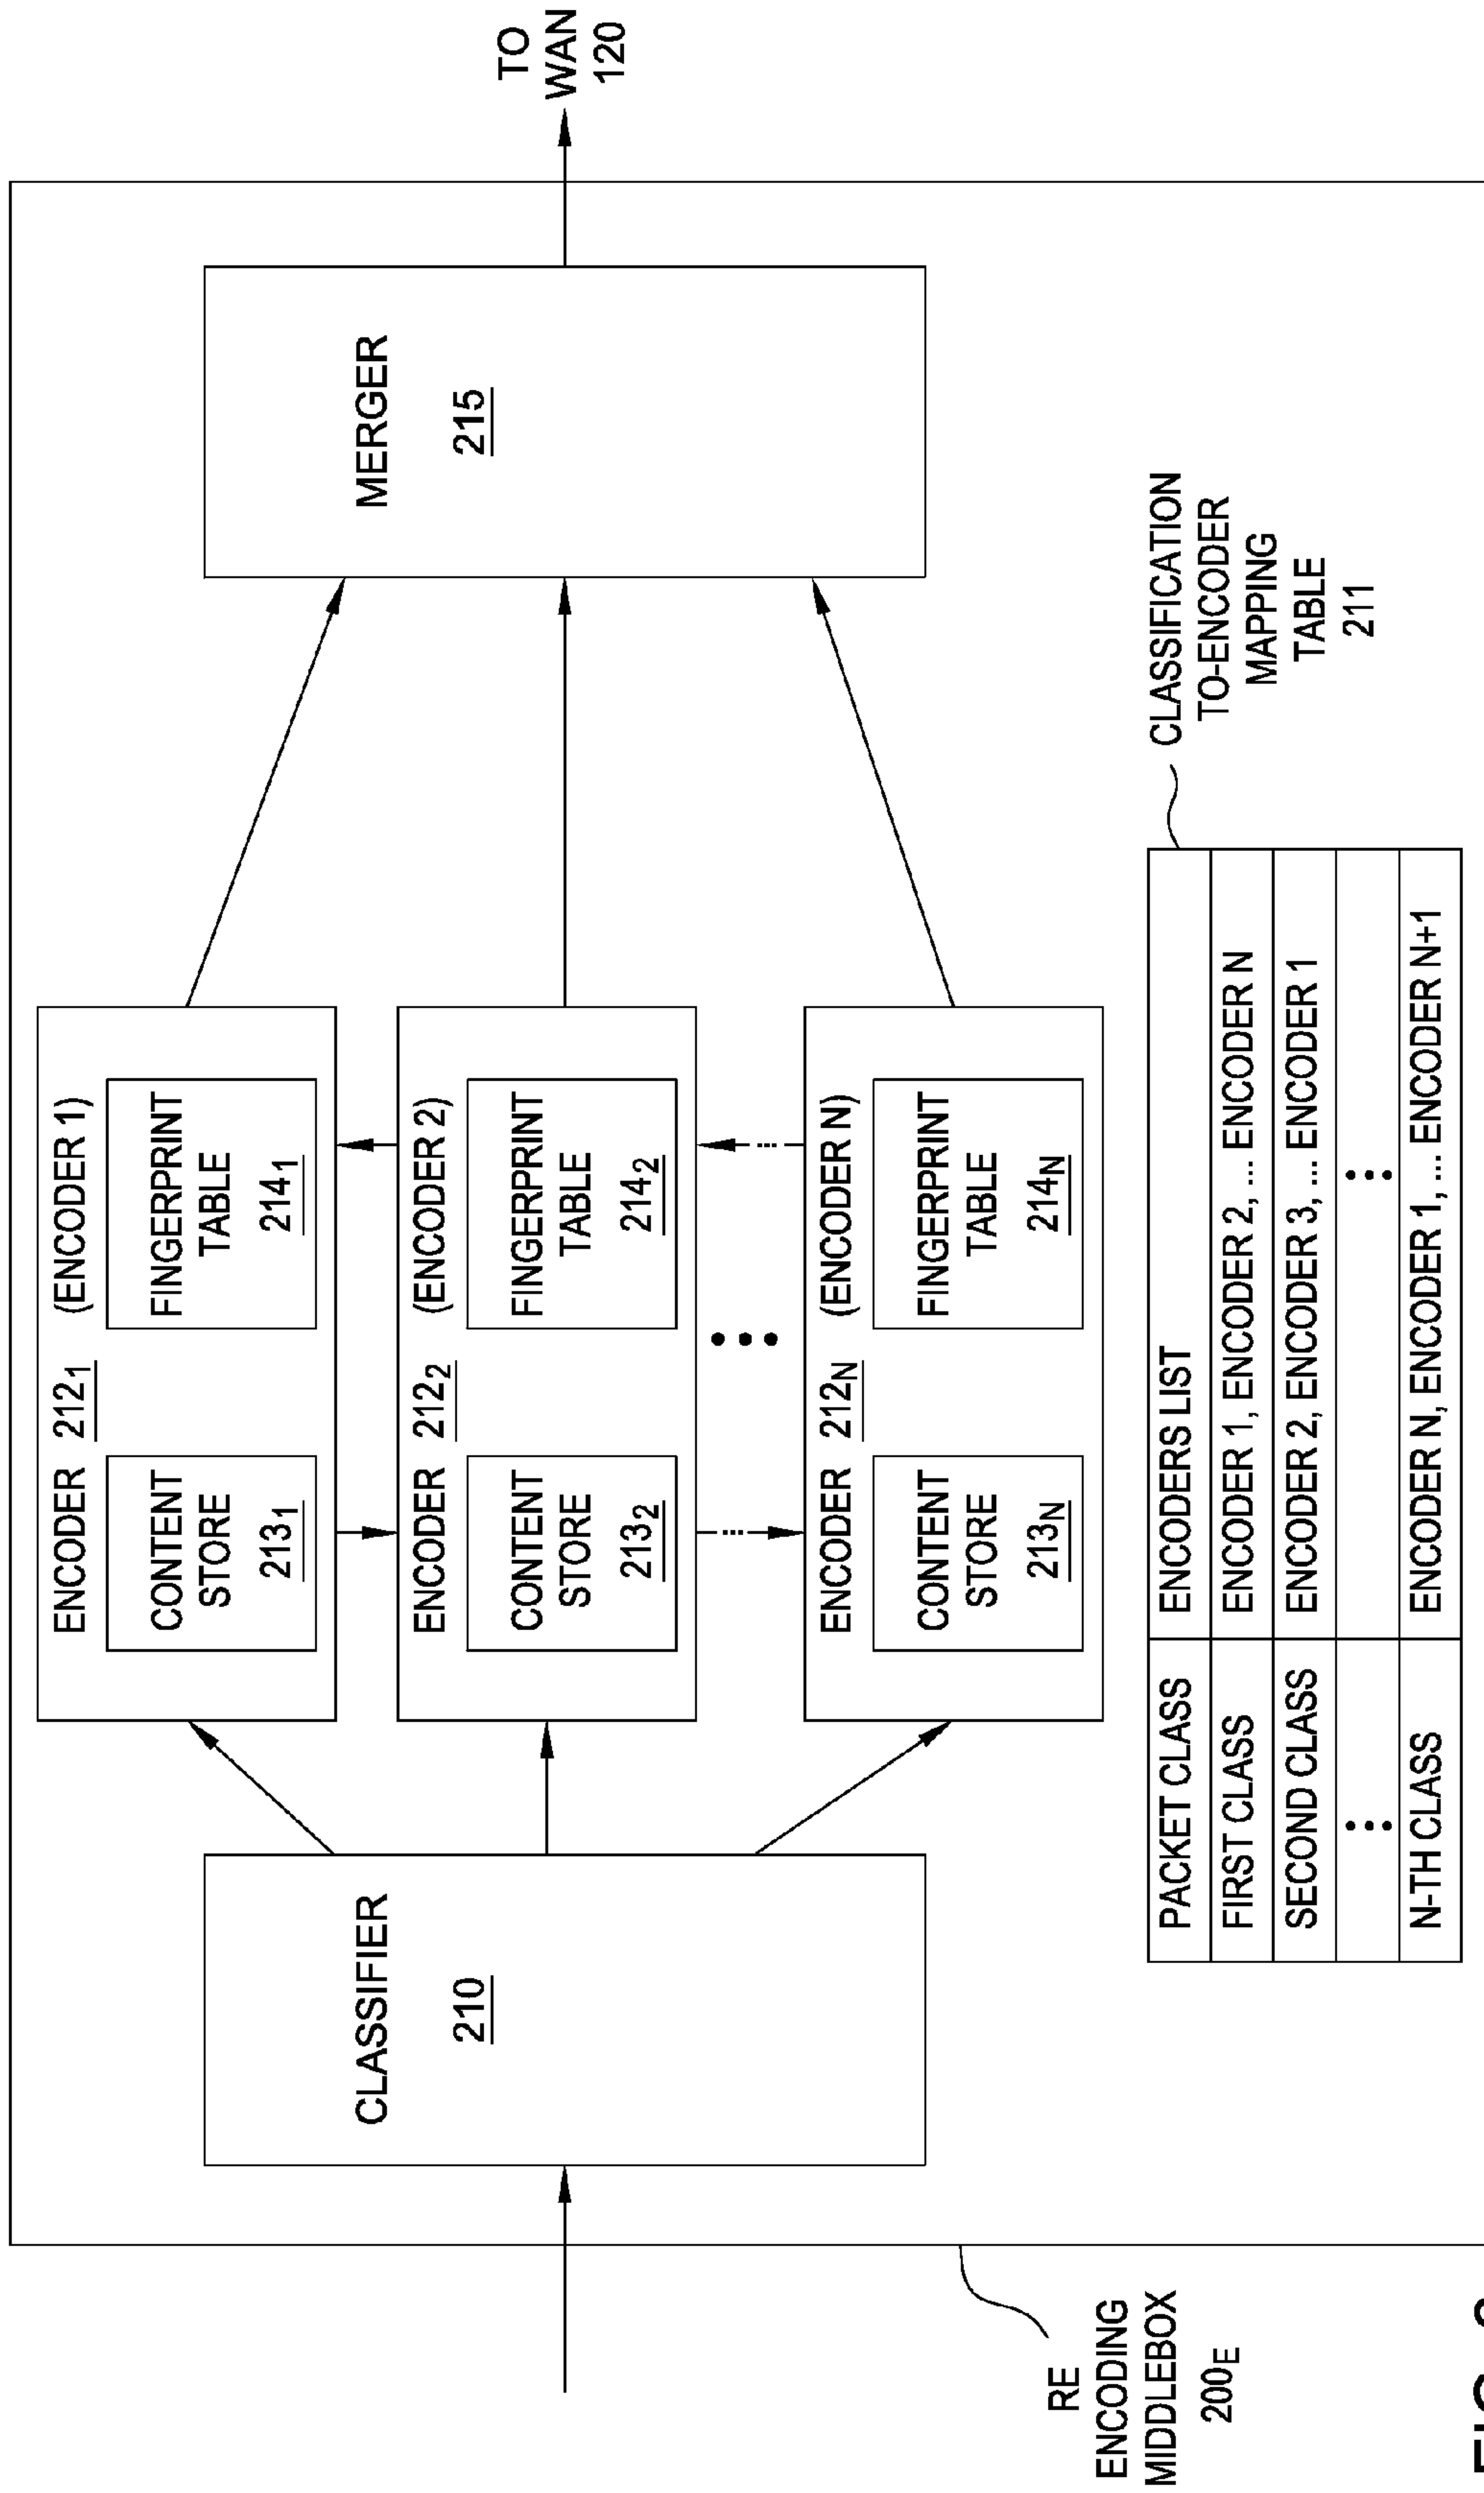 TO
WAN
120
CLASSIFIER
210
ENCODER 212₁ (ENCODER 1)
CONTENT
STORE
213₁
FINGERPRINT
TABLE
214₁
ENCODER 212₂ (ENCODER 2)
CONTENT
STORE
213₂
FINGERPRINT
TABLE
214₂
ENCODER 212N (ENCODER N)
CONTENT
STORE
213N
FINGERPRINT
TABLE
214N
MERGER
215
RE
ENCODING
MIDDLEBOX
200E
CLASSIFICATION
TO-ENCODER
MAPPING
TABLE
211
PACKET CLASS ENCODERS LIST
FIRST CLASS ENCODER 1, ENCODER 2, ... ENCODER N
SECOND CLASS ENCODER 2, ENCODER 3, ... ENCODER 1
N-TH CLASS ENCODER N, ENCODER 1, ... ENCODER N+1